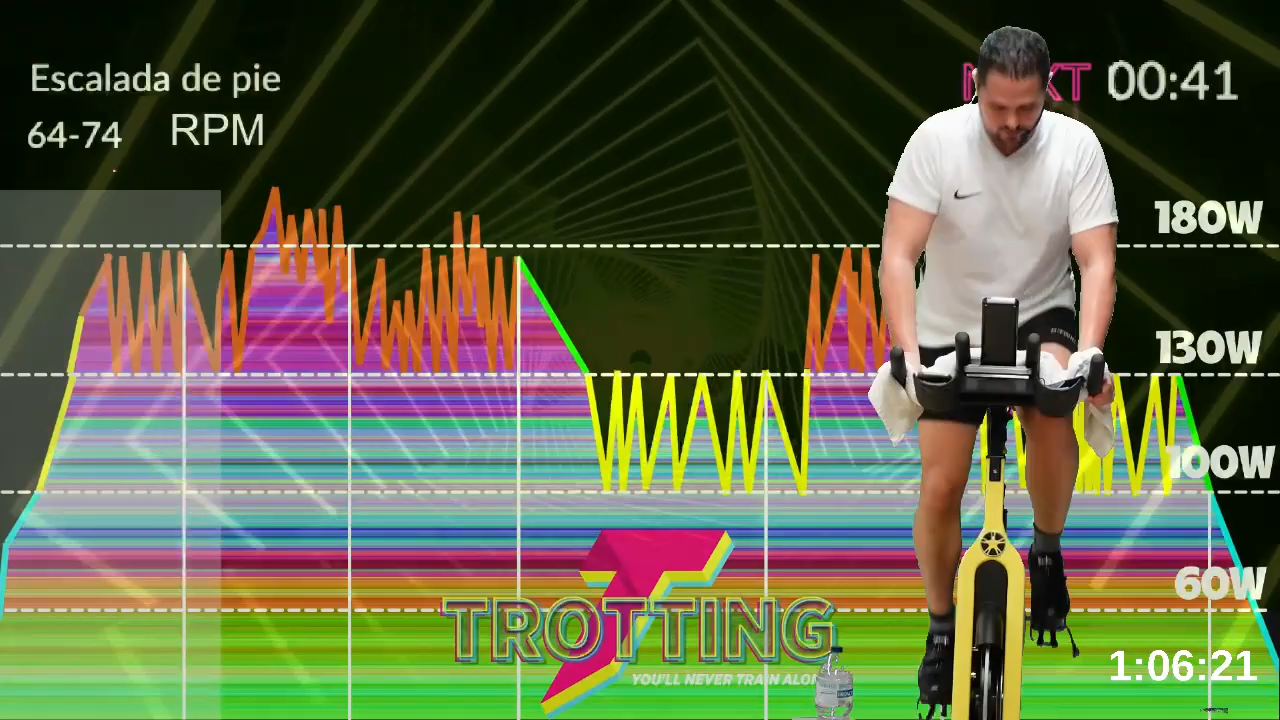 Escalada de pie
64-74 RPM
00:41
180W
130W
100W
60W
TROTTING
YOU'LL NEVER TRAIN
1:06:21